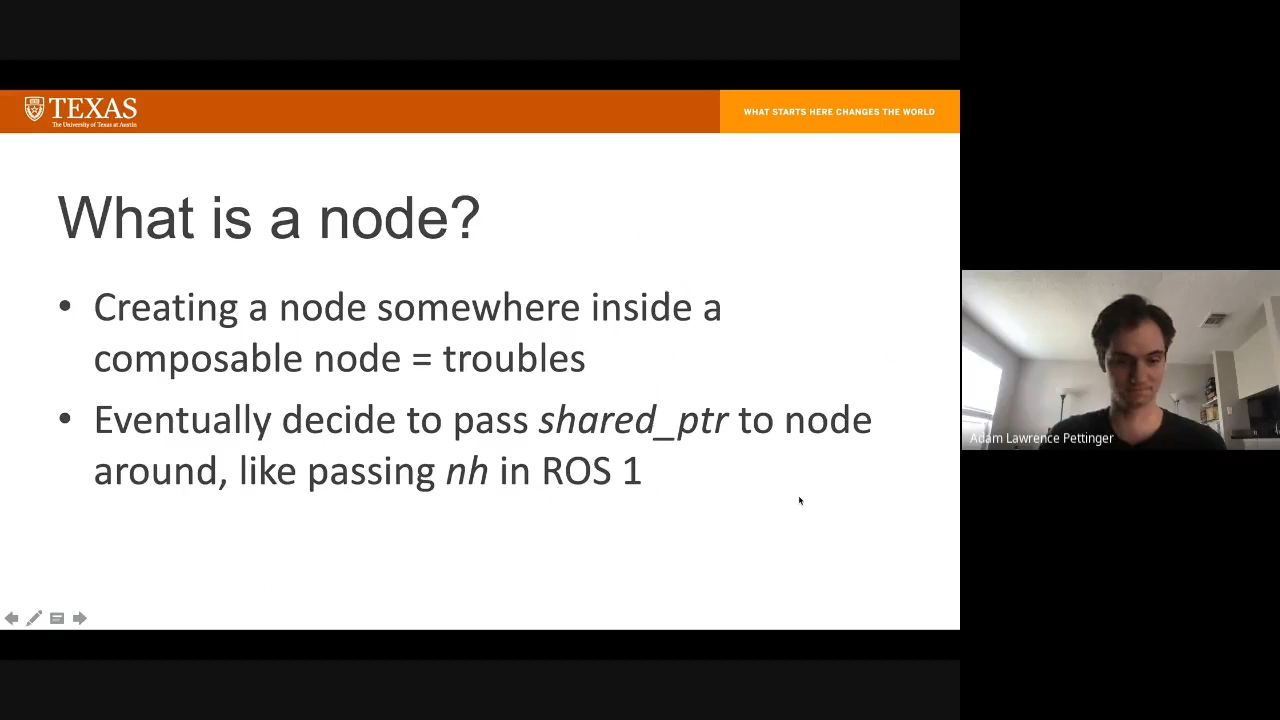 TEXAS
The University of Texas at Austin
WHAT STARTS HERE CHANGES THE WORLD
What is a node?
• Creating a node somewhere inside a
composable node = troubles
• Eventually decide to pass shared_ptr to node
around, like passing nh in ROS 1
Adam Lawrence Pettinger